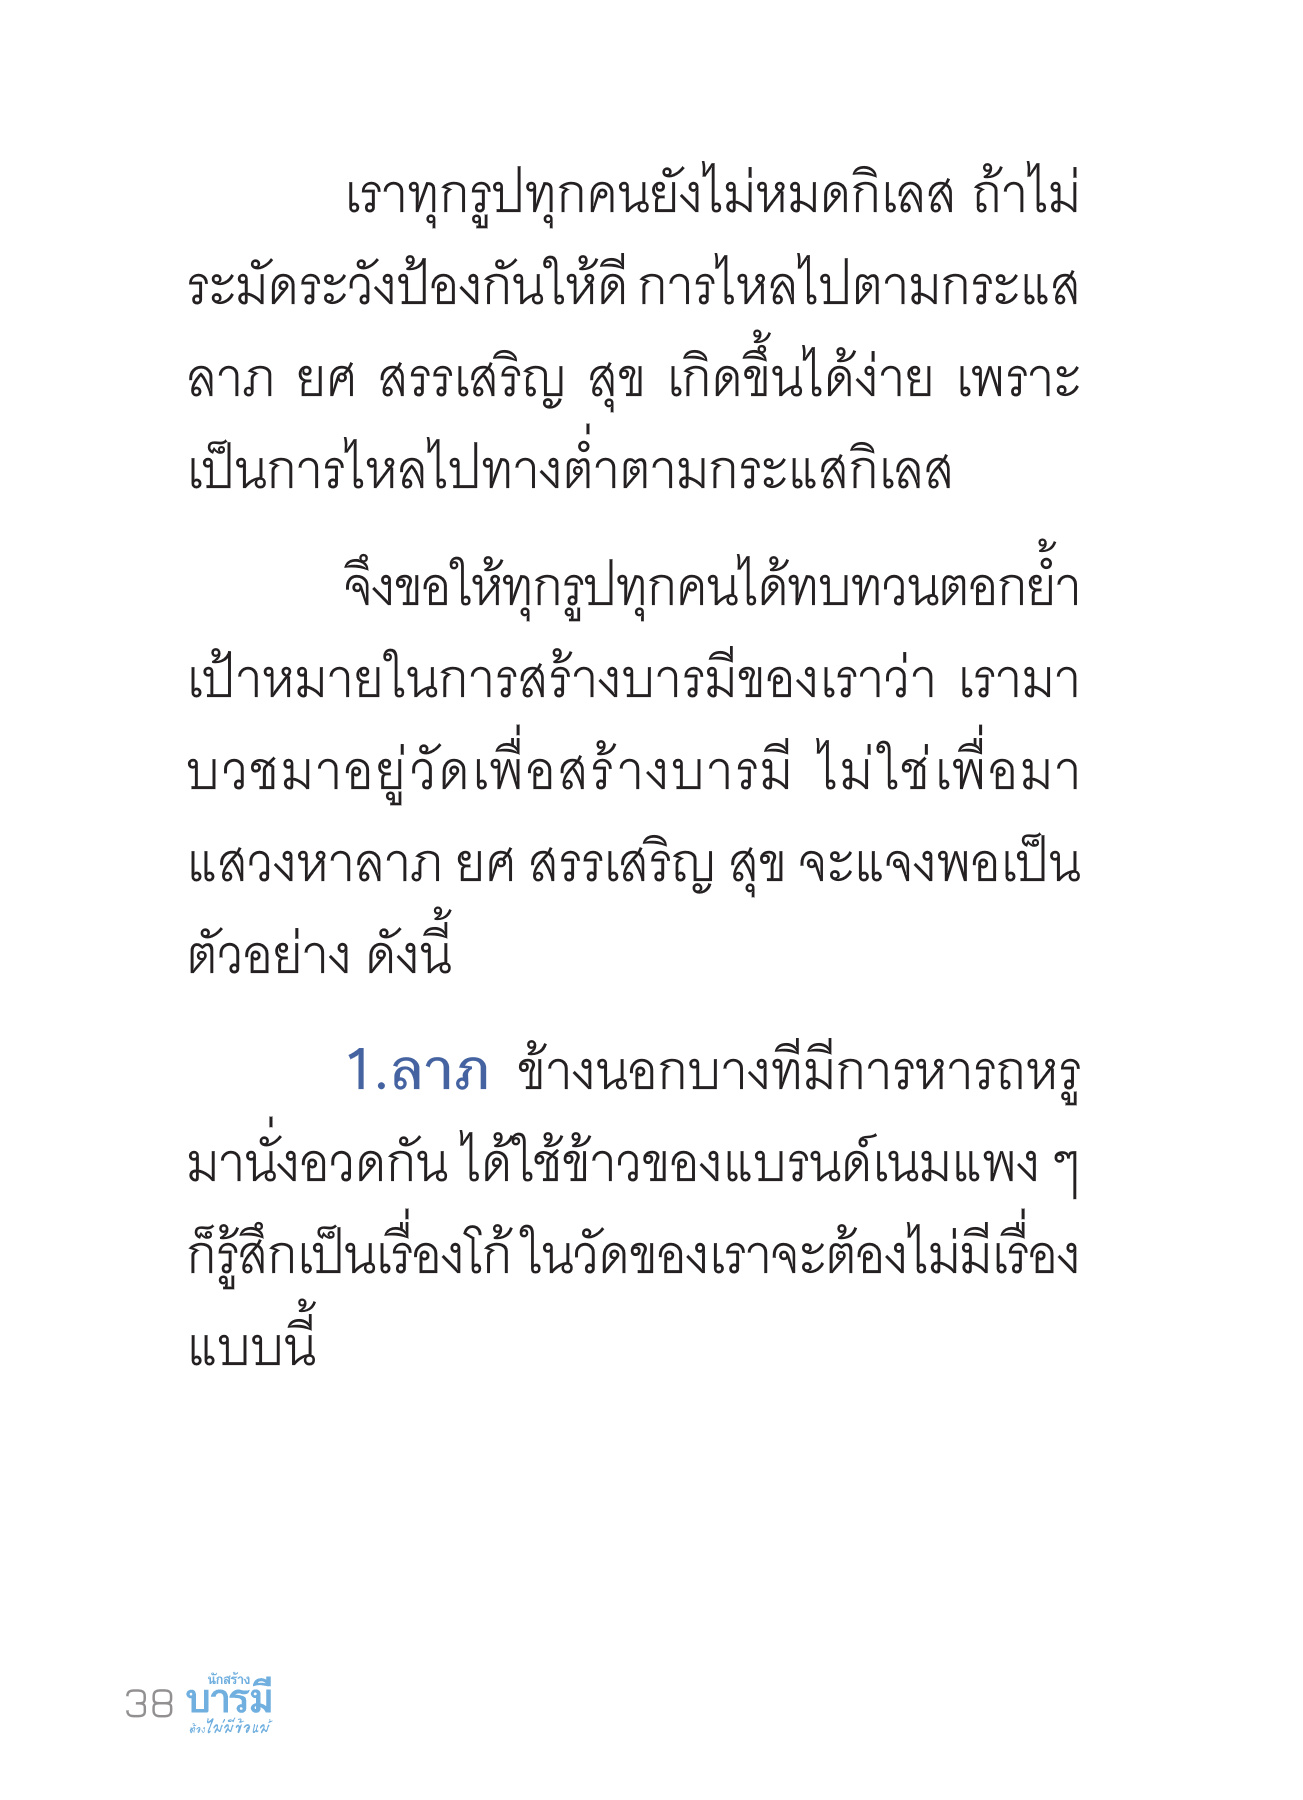 เราทุกรูปทุกคนยังไม่หมดกิเลส ถ้าไม่
ระมัดระวังป้องกันให้ดี การไหลไปตามกระแส
ลาภ ยศ สรรเสริญ สุข เกิดขึ้นได้ง่าย เพราะ
เป็นการไหลไปทางต่ำตามกระแสกิเลส
จึงขอให้ทุกรูปทุกคนได้ทบทวนตอกย้ำ
เป้าหมายในการสร้างบารมีของเราว่า เรามา
บวชมาอยู่วัดเพื่อสร้างบารมี ไม่ใช่เพื่อมา
แสวงหาลาภ ยศ สรรเสริญ สุข จะแจงพอเป็น
ตัวอย่าง ดังนี้
1.ลาภ ข้างนอกบางทีมีการหารถหรู
มานั่งอวดกัน ได้ใช้ข้าวของแบรนด์เนมแพง ๆ
ก็รู้สึกเป็นเรื่องโก้ ในวัดของเราจะต้องไม่มีเรื่อง
แบบนี้
38
นักสร้าง
บารมี
ต้องไม่มีข้อแม้